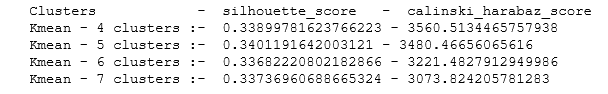 Clusters - silhouette_score - calinski_harabaz_score
Kmean - 4 clusters :- 0.33899781623766223 - 3560.5134465757938
Kmean - 5 clusters :- 0.3401191642003121 - 3480.46656065616
Kmean - 6 clusters :- 0.33682220802182866 - 3221.4827912949986
Kmean - 7 clusters :- 0.33736960688665324 - 3073.824205781283